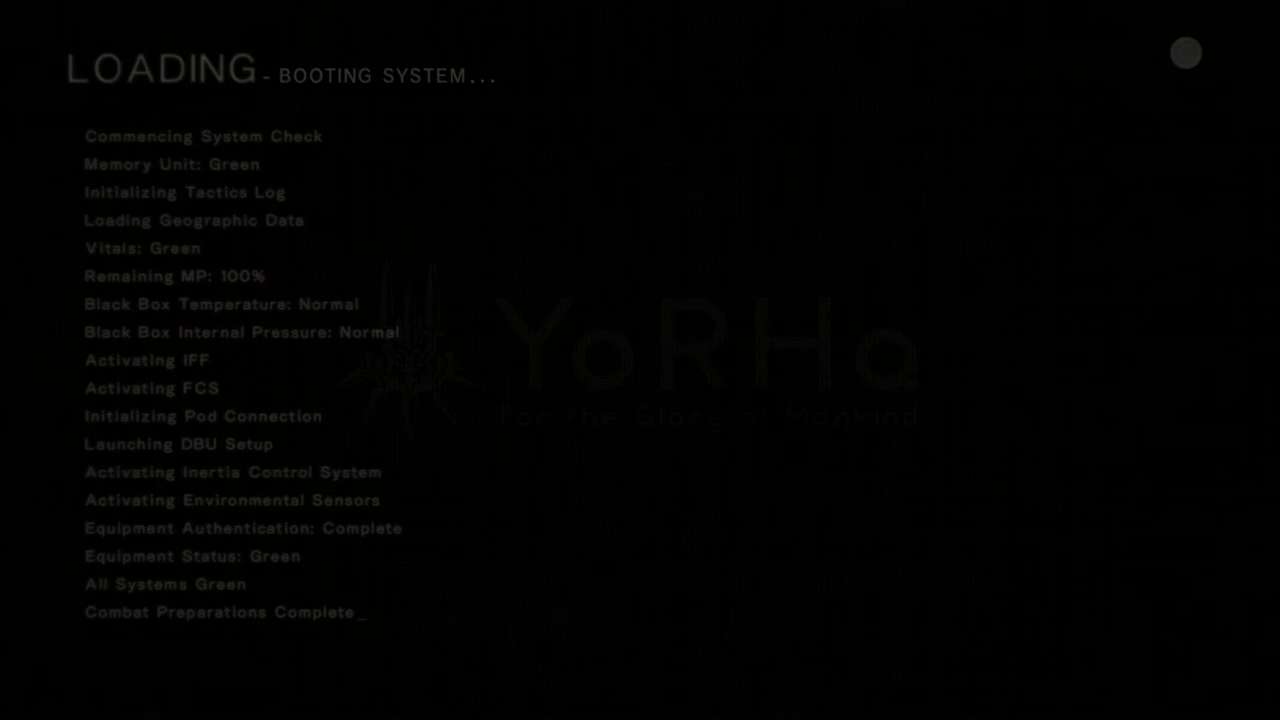 LOADING - BOOTING SYSTEM...
Commencing System Check
Memory Unit: Green
Initializing Tactics Log
Loading Geographic Data
Vitals: Green
Remaining MP: 100%
Black Box Temperature: Normal
Black Box Internal Pressure: Normal
Activating IFF
Activating FCS
Initializing Pod Connection
Launching DBU Setup
Activating Inertia Control System
Activating Environmental Sensors
Equipment Authentication: Complete
Equipment Status: Green
All Systems Green
Combat Preparations Complete_
YoRHa
For the Glory of Mankind